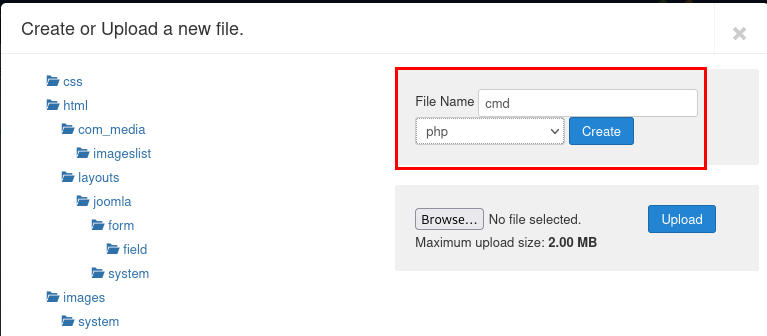 Create or Upload a new file.
×
css
html
com_media
imageslist
layouts
joomla
form
field
system
images
system
File Name cmd
php Create
Browse... No file selected. Upload
Maximum upload size: 2.00 MB